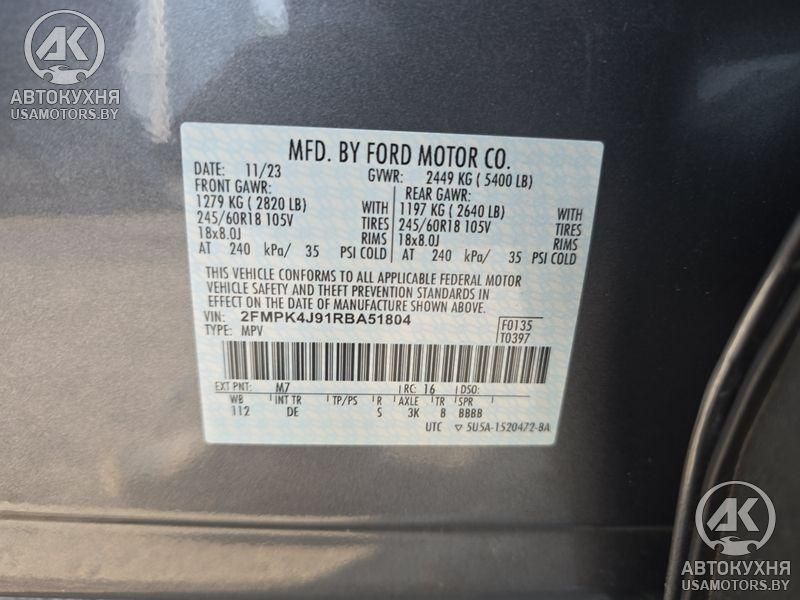 AK
АВТОКУХНЯ
USAMOTORS.BY
MFD. BY FORD MOTOR CO.
DATE: 11/23 GVWR: 2449 KG ( 5400 LB)
FRONT GAWR: REAR GAWR:
1279 KG ( 2820 LB) WITH 1197 KG ( 2640 LB) WITH
245/60R18 105V TIRES 245/60R18 105V TIRES
18x8.0J RIMS 18x8.0J RIMS
AT 240 kPa/ 35 PSI COLD AT 240 kPa/ 35 PSI COLD
THIS VEHICLE CONFORMS TO ALL APPLICABLE FEDERAL MOTOR
VEHICLE SAFETY AND THEFT PREVENTION STANDARDS IN
EFFECT ON THE DATE OF MANUFACTURE SHOWN ABOVE.
VIN: 2FMPK4J91RBA51804 F0135
TYPE: MPV T0397
EXT PNT: M7 RC: 16 DSO:
WB INT TR TP/PS R AXLE TR SPR
112 DE S 3K 8 BBBB
UTC ▽ 5U5A-1520472-BA
AK
АВТОКУХНЯ
USAMOTORS.BY